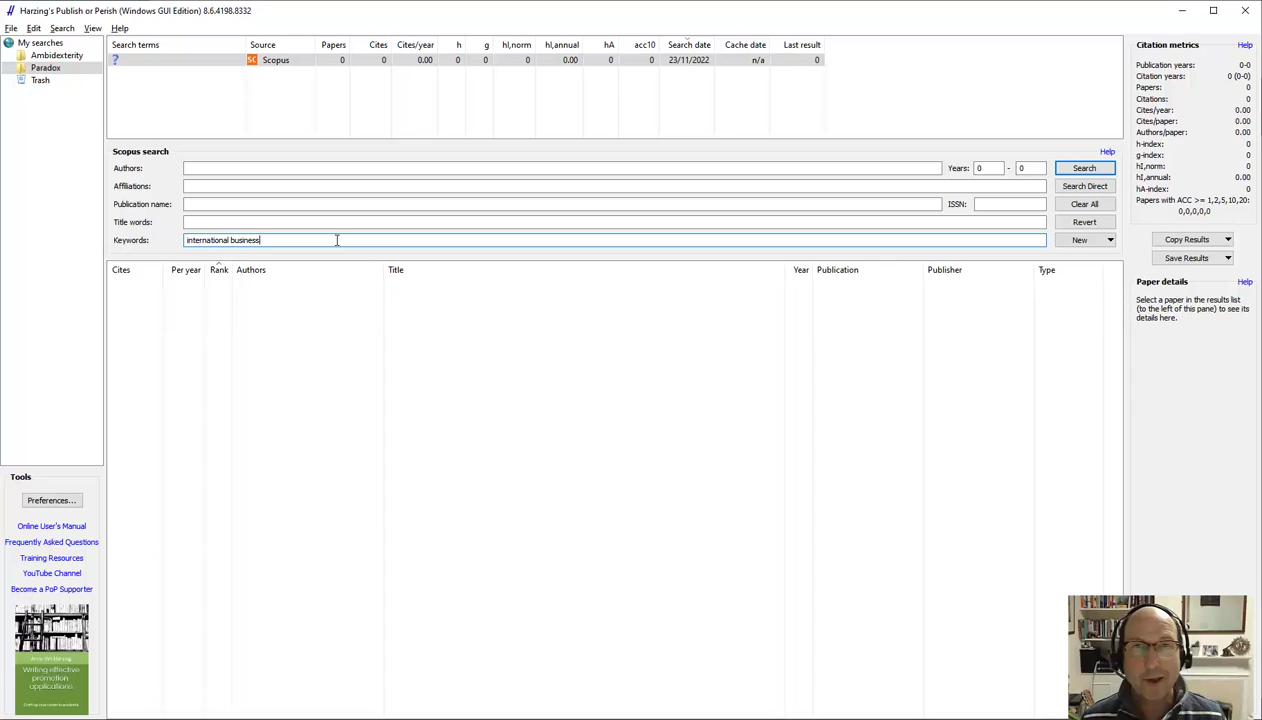 Harzing's Publish or Perish (Windows GUI Edition) 8.6.4198.8332
File Edit Search View Help
My searches
Ambidexterity
Paradox
Trash
Search terms Source Papers Cites Cites/year h g hI,norm hI,annual hA acc10 Search date Cache date Last result
? SC Scopus 0 0 0.00 0 0 0 0.00 0 0 23/11/2022 n/a 0
Scopus search Help
Authors: Years: 0 - 0 Search
Affiliations: Search Direct
Publication name: ISSN: Clear All
Title words: Revert
Keywords: international business New
Cites Per year Rank Authors Title Year Publication Publisher Type
Citation metrics Help
Publication years: 0-0
Citation years: 0 (0-0)
Papers: 0
Citations: 0
Cites/year: 0.00
Cites/paper: 0.00
Authors/paper: 0.00
h-index: 0
g-index: 0
hI,norm: 0
hI,annual: 0.00
hA-index: 0
Papers with ACC >= 1,2,5,10,20:
0,0,0,0,0
Copy Results
Save Results
Paper details Help
Select a paper in the results list
(to the left of this pane) to see its
details here.
Tools
Preferences...
Online User's Manual
Frequently Asked Questions
Training Resources
YouTube Channel
Become a PoP Supporter
Writing effective
promotion
applications